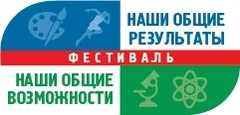 НАШИ ОБЩИЕ
РЕЗУЛЬТАТЫ
ФЕСТИВАЛЬ
НАШИ ОБЩИЕ
ВОЗМОЖНОСТИ